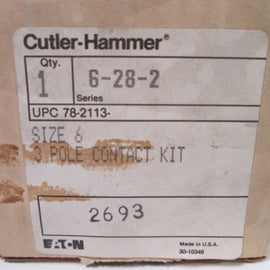 Cutler-Hammer®
Qty.
1 6-28-2
Series
UPC 78-2113-
SIZE 6
3 POLE CONTACT KIT
2693
EATON
Made in U.S.A.
30-10346